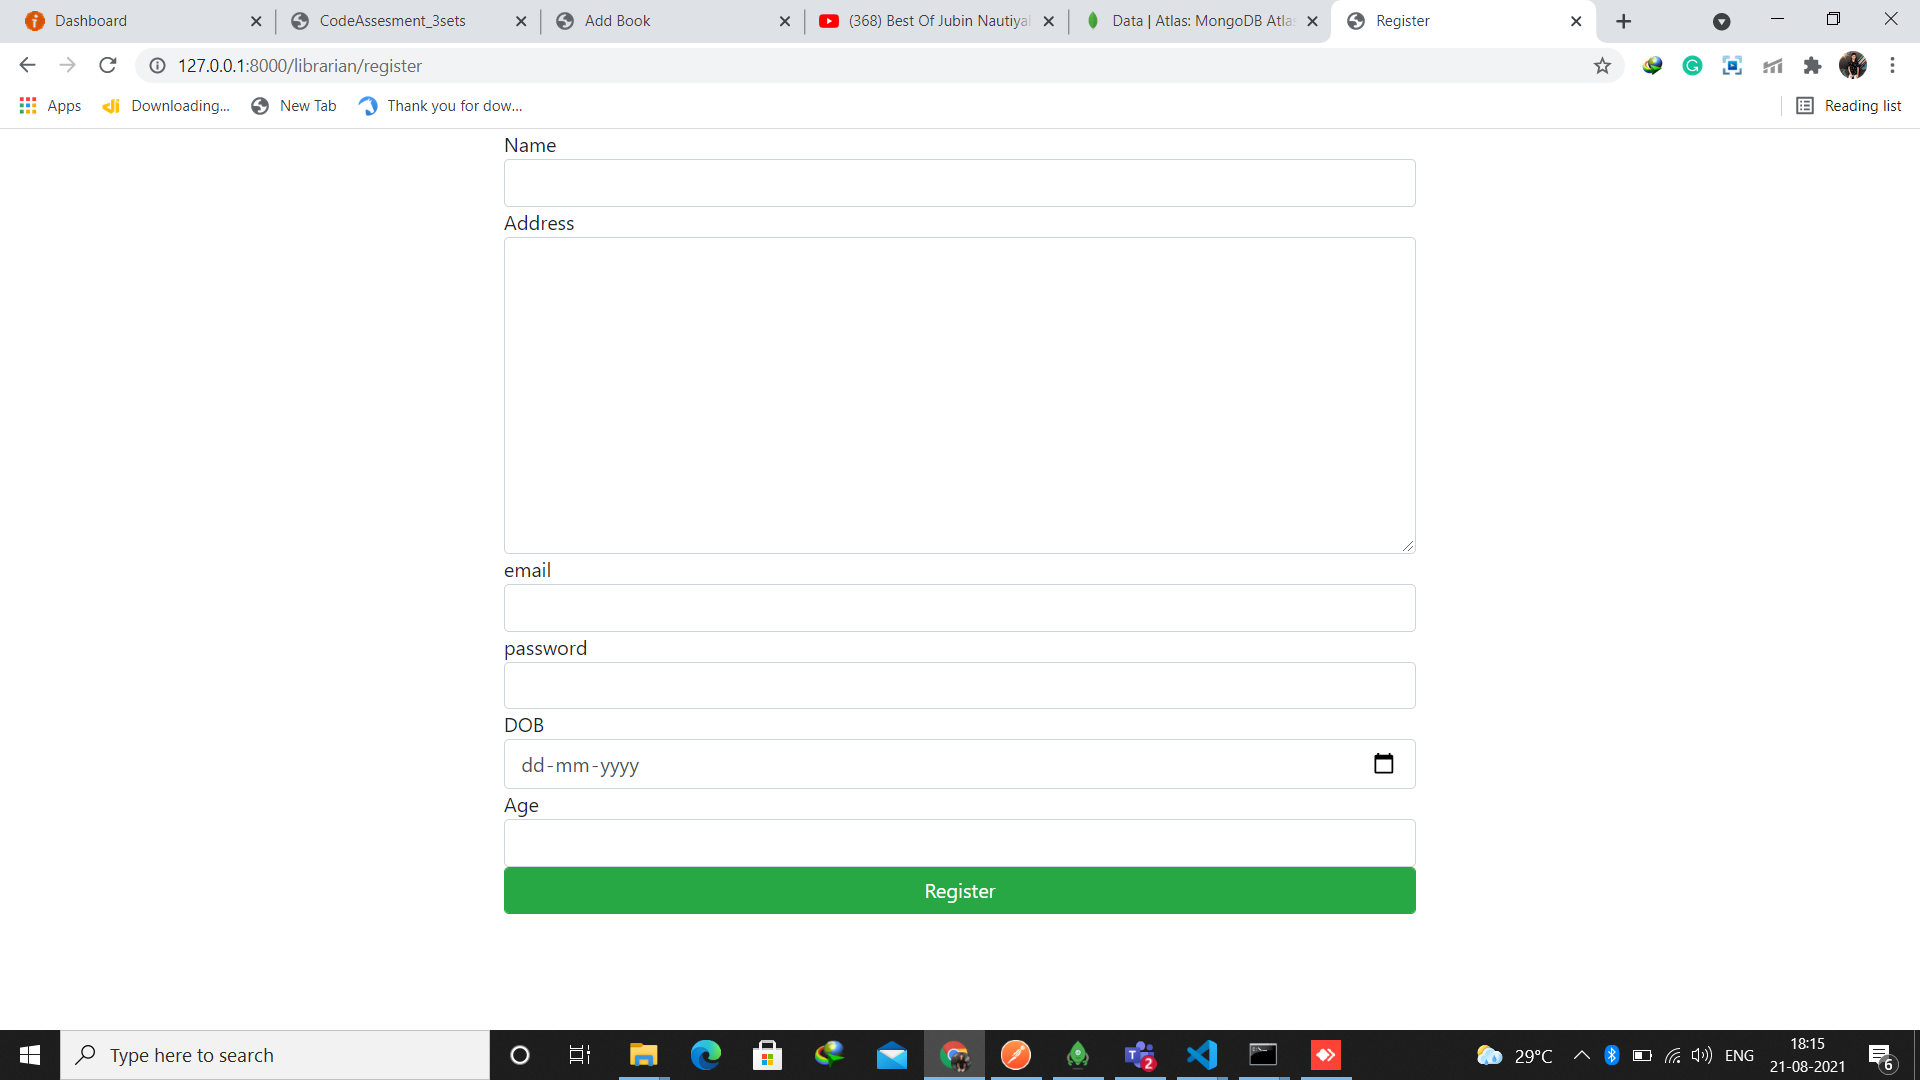 Dashboard
CodeAssesment_3sets
Add Book
(368) Best Of Jubin Nautiyal
Data | Atlas: MongoDB Atlas
Register
127.0.0.1:8000/librarian/register
Apps
Downloading...
New Tab
Thank you for dow...
Reading list
Name
Address
email
password
DOB
dd-mm-yyyy
Age
Register
Type here to search
2
29°C
ENG
18:15
21-08-2021
6